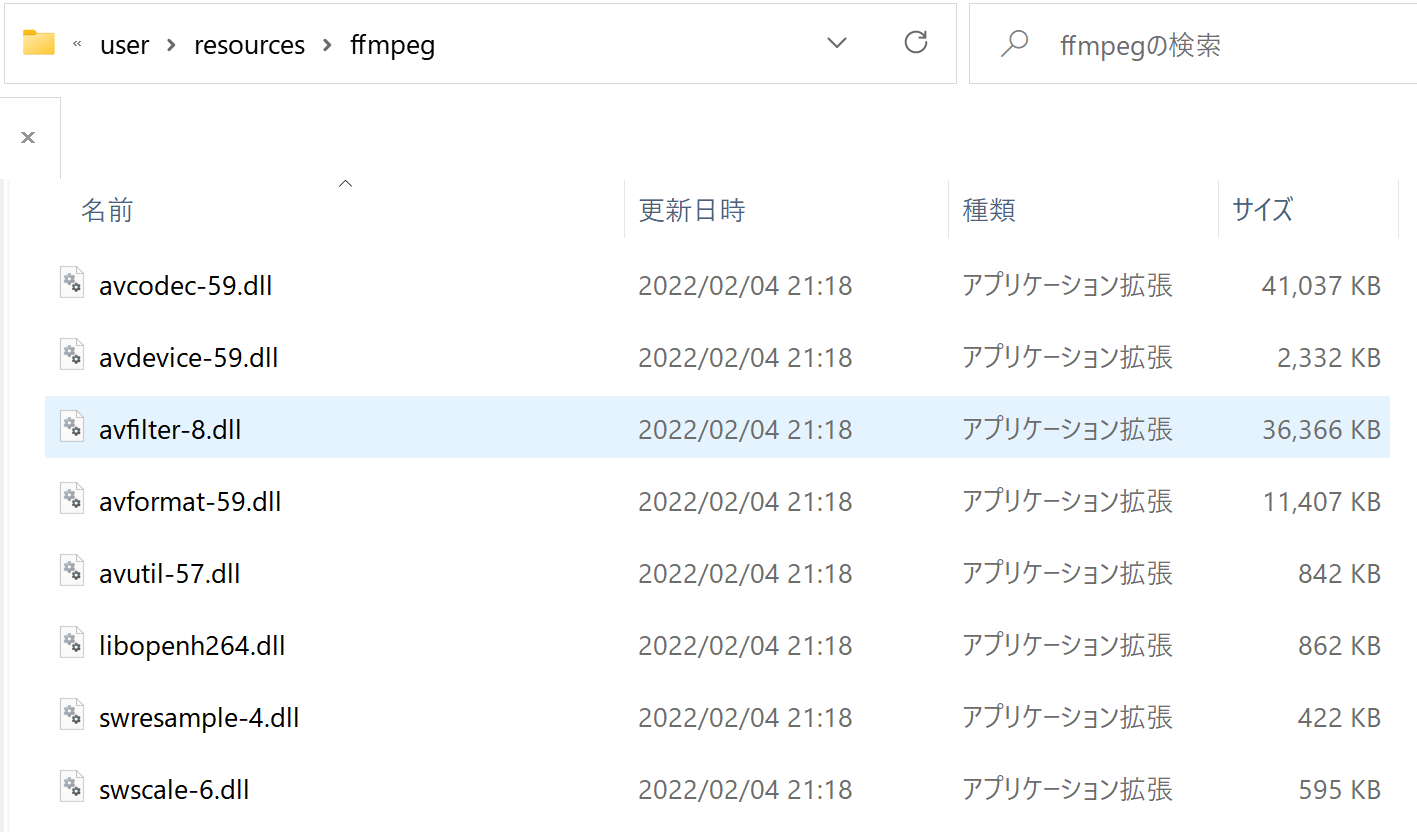 « user › resources › ffmpeg ffmpegの検索
名前 更新日時 種類 サイズ
avcodec-59.dll 2022/02/04 21:18 アプリケーション拡張 41,037 KB
avdevice-59.dll 2022/02/04 21:18 アプリケーション拡張 2,332 KB
avfilter-8.dll 2022/02/04 21:18 アプリケーション拡張 36,366 KB
avformat-59.dll 2022/02/04 21:18 アプリケーション拡張 11,407 KB
avutil-57.dll 2022/02/04 21:18 アプリケーション拡張 842 KB
libopenh264.dll 2022/02/04 21:18 アプリケーション拡張 862 KB
swresample-4.dll 2022/02/04 21:18 アプリケーション拡張 422 KB
swscale-6.dll 2022/02/04 21:18 アプリケーション拡張 595 KB